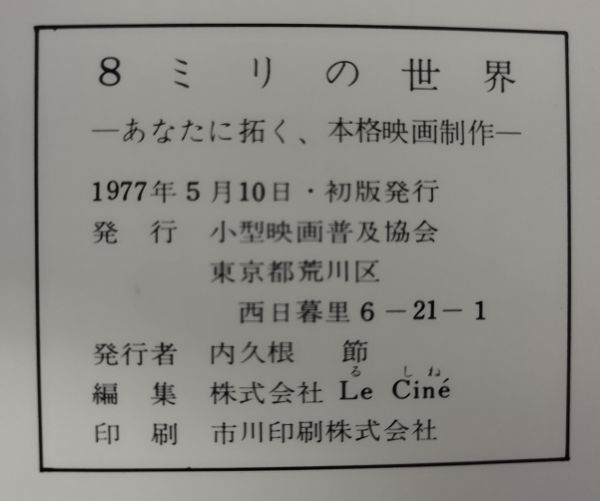 8ミリの世界
—あなたに拓く、本格映画制作—
1977年5月10日・初版発行
発 行 小型映画普及協会
東京都荒川区
西日暮里6-21-1
発行者 内久根 節
る しね
編 集 株式会社 Le Ciné
印 刷 市川印刷株式会社